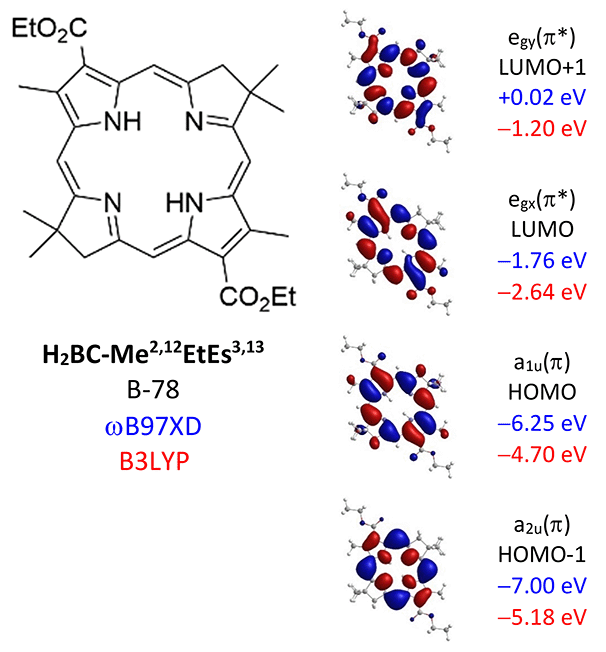 EtO₂C
NH
N
N
HN
CO₂Et
H₂BC-Me²,¹²EtEs³,¹³
B-78
ωB97XD
B3LYP
e_gy(π*)
LUMO+1
+0.02 eV
−1.20 eV
e_gx(π*)
LUMO
−1.76 eV
−2.64 eV
a₁ᵤ(π)
HOMO
−6.25 eV
−4.70 eV
a₂ᵤ(π)
HOMO-1
−7.00 eV
−5.18 eV